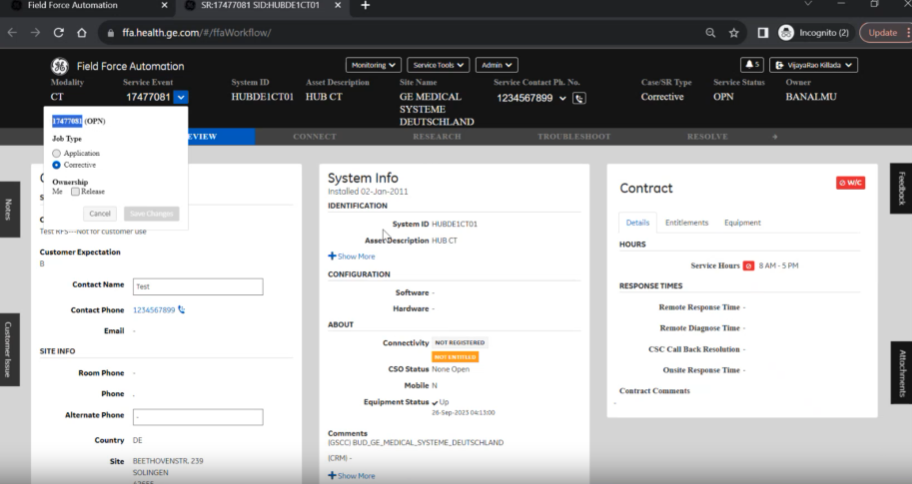 Field Force Automation
SR:17477081 SID:HUBDE1CT01
ffa.health.ge.com/#/ffaWorkflow/
Incognito (2)
Update
Field Force Automation
Monitoring
Service Tools
Admin
5
VijayaRao Killada
Modality
Service Event
System ID
Asset Description
Site Name
Service Contact Ph. No.
Case/SR Type
Service Status
Owner
CT
17477081
HUBDE1CT01
HUB CT
GE MEDICAL
SYSTEME
DEUTSCHLAND
1234567899
Corrective
OPN
BANALMU
CONNECT
RESEARCH
TROUBLESHOOT
RESOLVE
17477081 (OPN)
Job Type
Application
Corrective
Ownership
Me
Release
Cancel
Save Changes
Notes
Customer Issue
Feedback
Attachments
Customer Expectation
8
Contact Name
Test
Contact Phone 1234567899
Email -
SITE INFO
Room Phone -
Phone -
Alternate Phone
-
Country DE
Site BEETHOVENSTR. 239
SOLINGEN
System Info
Installed 02-Jan-2011
IDENTIFICATION
System ID HUBDE1CT01
Asset Description HUB CT
Show More
CONFIGURATION
Software -
Hardware -
ABOUT
Connectivity NOT REGISTERED
NOT ENTITLED
CSO Status None Open
Mobile N
Equipment Status Up
26-Sep-2023 04:13:00
Comments
(GSCC) BUD_GE_MEDICAL_SYSTEME_DEUTSCHLAND
(CRM) -
Show More
Contract
W/C
Details
Entitlements
Equipment
HOURS
Service Hours 8 AM - 5 PM
RESPONSE TIMES
Remote Response Time -
Remote Diagnose Time -
CSC Call Back Resolution -
Onsite Response Time -
Contract Comments
-